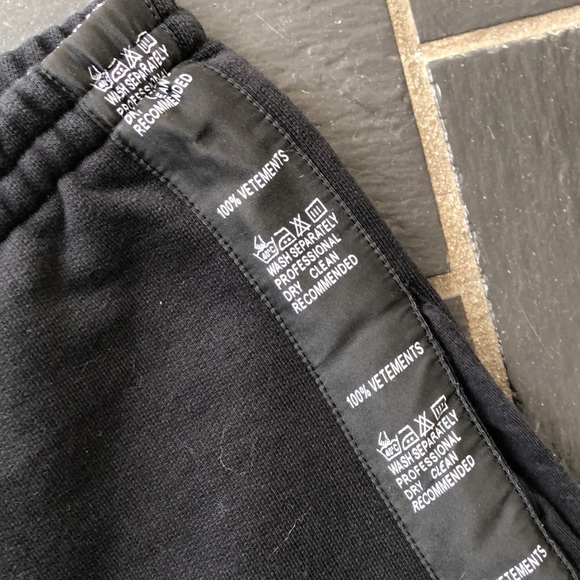 WASH SEPARATELY
PROFESSIONAL
DRY CLEAN
RECOMMENDED
100% VETEMENTS
40°C
WASH SEPARATELY
PROFESSIONAL
DRY CLEAN
RECOMMENDED
100% VETEMENTS
40°C
WASH SEPARATELY
PROFESSIONAL
DRY CLEAN
RECOMMENDED
100% VETEMENTS